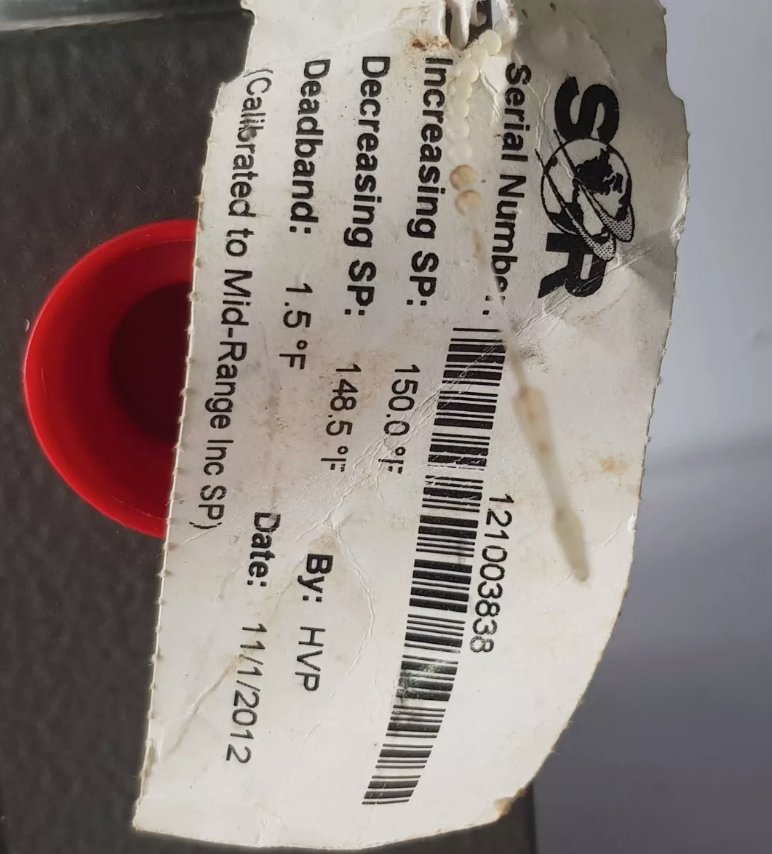 SOR
121003838
Serial Number:
Increasing SP: 150.0 °F
Decreasing SP: 148.5 °F
Deadband: 1.5 °F By: HVP
(Calibrated to Mid-Range Inc SP) Date: 11/1/2012